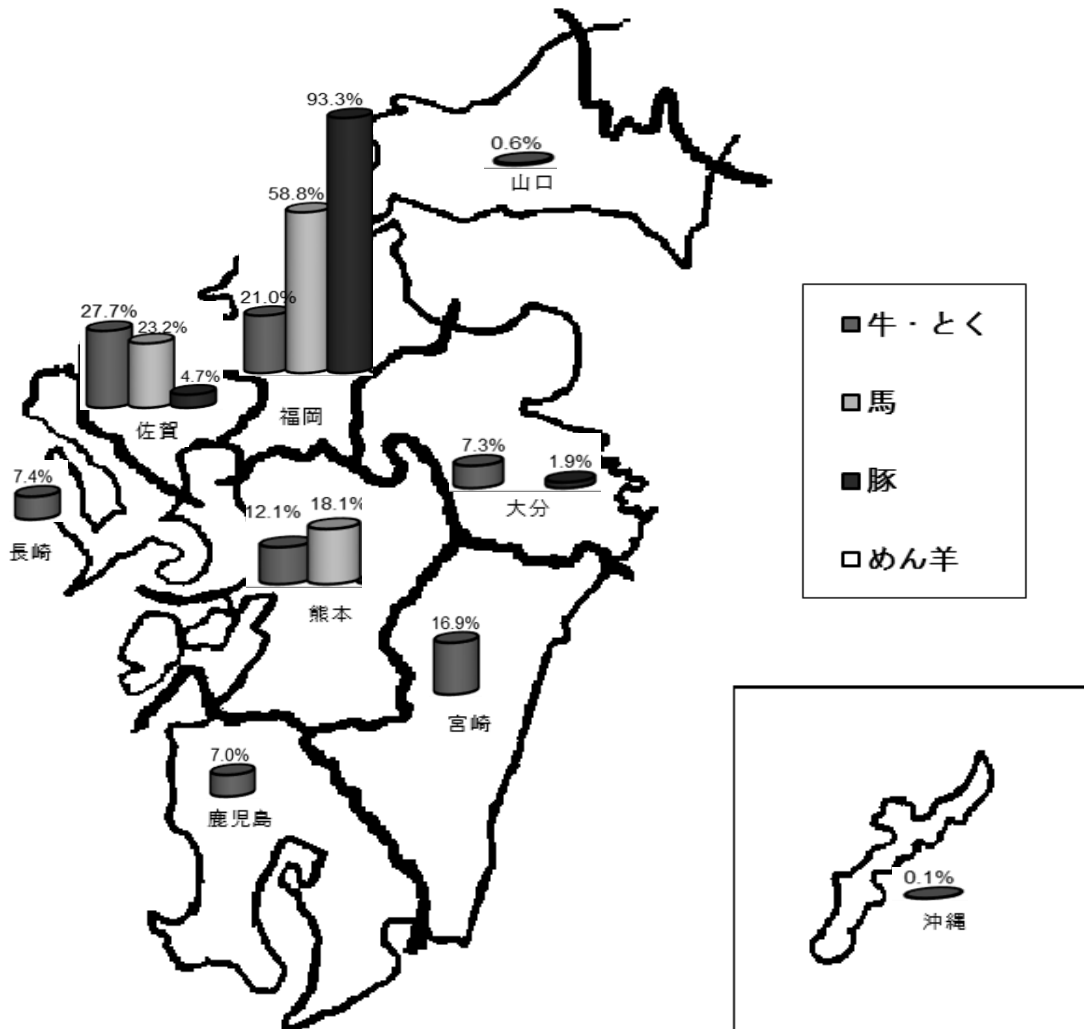 93.3%
0.6%
山口
58.8%
21.0%
27.7%
23.2%
4.7%
佐賀
福岡
牛・とく
馬
豚
めん羊
7.4%
長崎
7.3%
1.9%
大分
12.1%
18.1%
熊本
16.9%
宮崎
7.0%
鹿児島
0.1%
沖縄